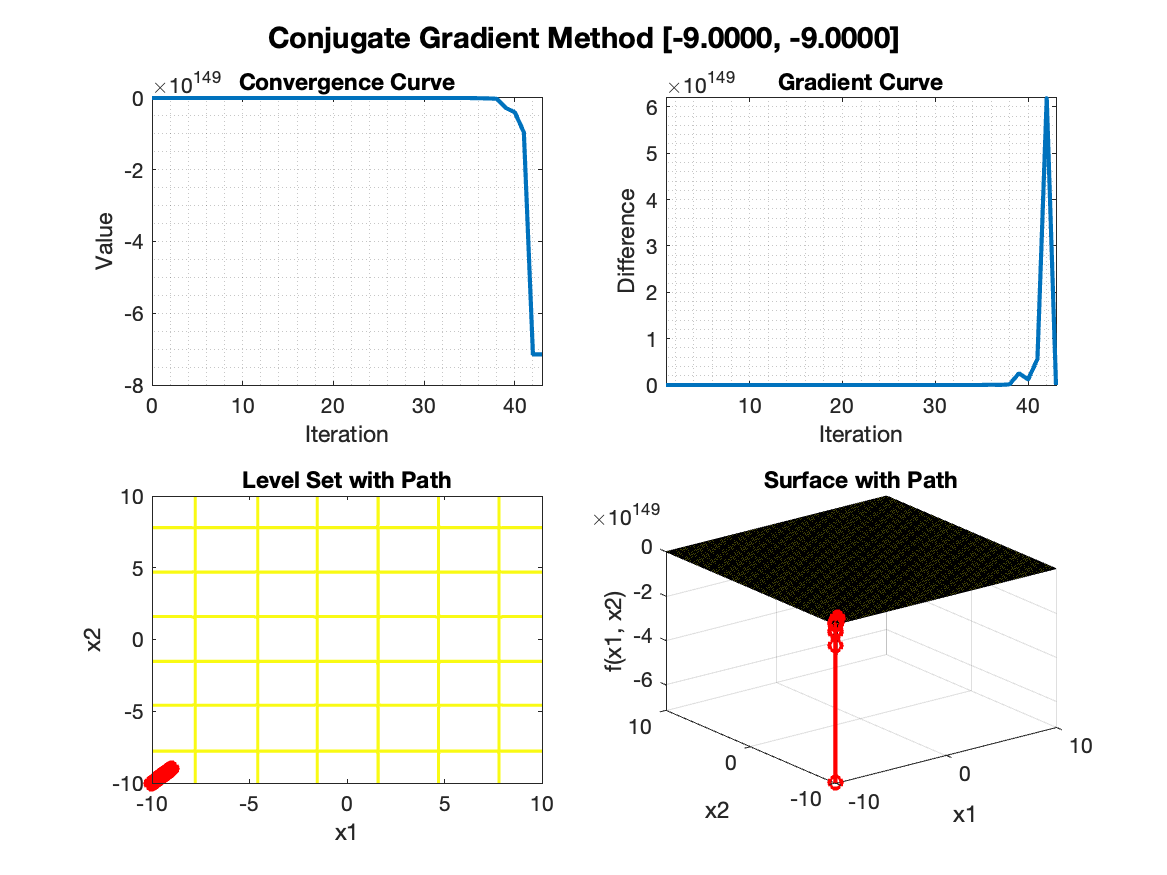 Conjugate Gradient Method [-9.0000, -9.0000]
×10^149 Convergence Curve
0
-2
-4
-6
-8
Value
0 10 20 30 40
Iteration
×10^149 Gradient Curve
6
5
4
3
2
1
0
Difference
10 20 30 40
Iteration
Level Set with Path
10
5
0
-5
-10
x2
-10 -5 0 5 10
x1
Surface with Path
×10^149
0
-2
-4
-6
f(x1, x2)
10
0
-10
x2
-10
0
10
x1